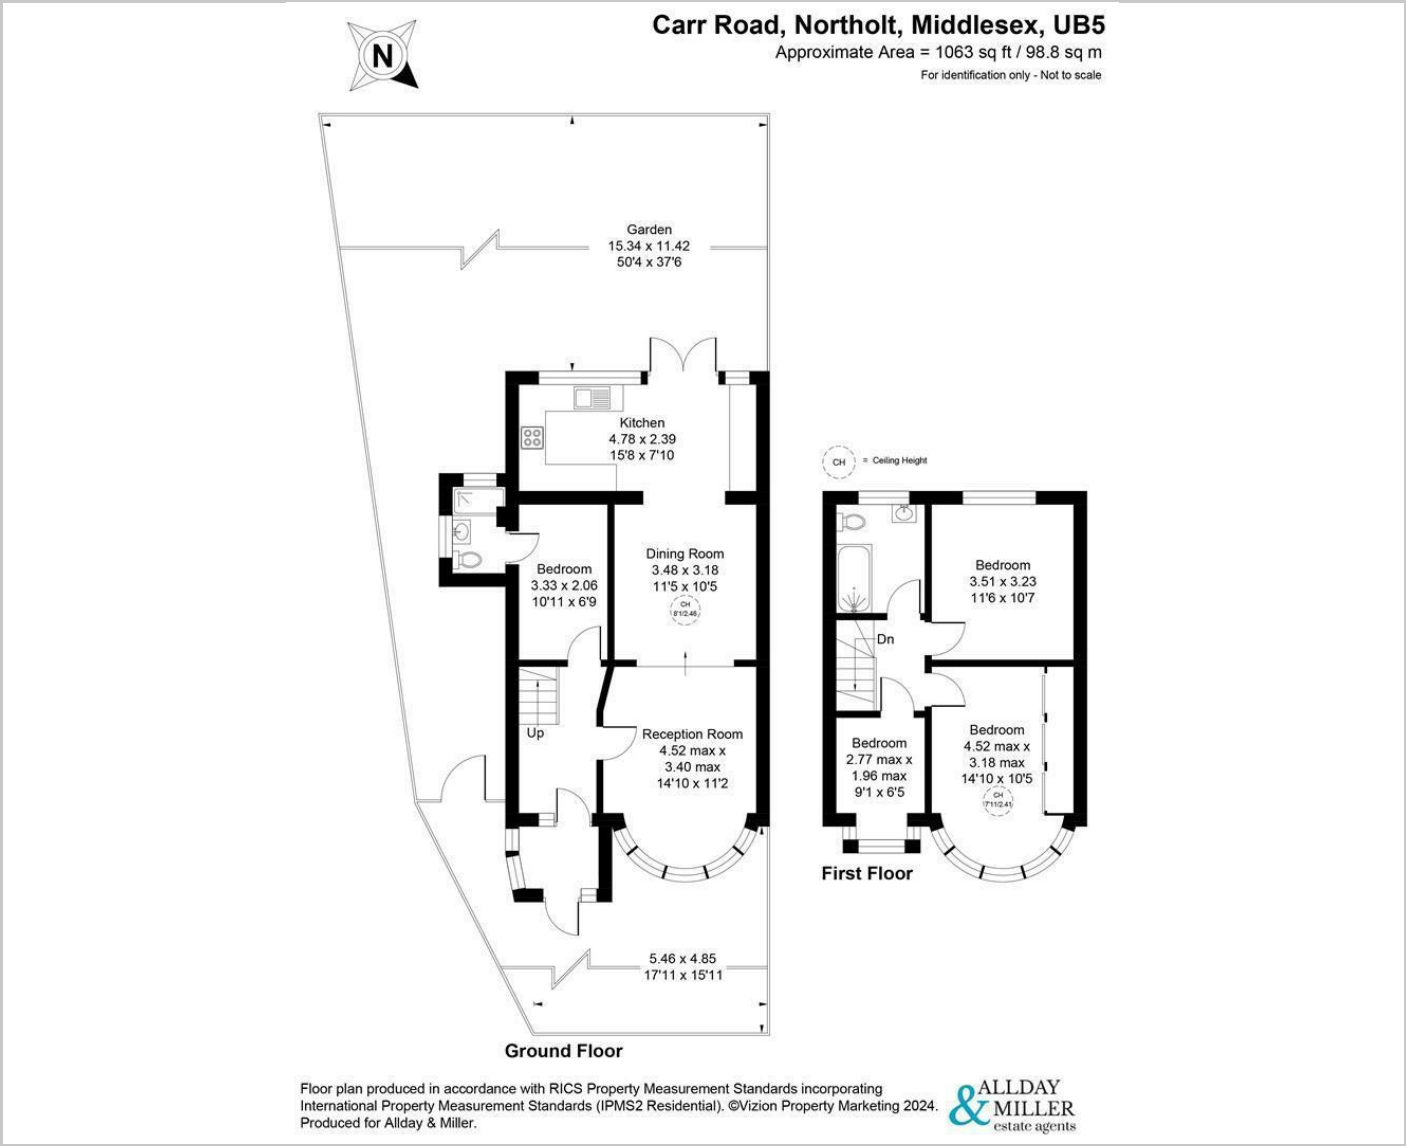 Carr Road, Northolt, Middlesex, UB5
Approximate Area = 1063 sq ft / 98.8 sq m
For identification only - Not to scale
N
Garden
15.34 x 11.42
50'4 x 37'6
Kitchen
4.78 x 2.39
15'8 x 7'10
Dining Room
3.48 x 3.18
11'5 x 10'5
CH
8'1/2.46
Bedroom
3.33 x 2.06
10'11 x 6'9
Up
Reception Room
4.52 max x
3.40 max
14'10 x 11'2
5.46 x 4.85
17'11 x 15'11
Ground Floor
CH
= Ceiling Height
Bedroom
3.51 x 3.23
11'6 x 10'7
Dn
Bedroom
2.77 max x
1.96 max
9'1 x 6'5
Bedroom
4.52 max x
3.18 max
14'10 x 10'5
CH
7'11/2.41
First Floor
Floor plan produced in accordance with RICS Property Measurement Standards incorporating
International Property Measurement Standards (IPMS2 Residential). ©Vizion Property Marketing 2024.
Produced for Allday & Miller.
ALLDAY
& MILLER
estate agents